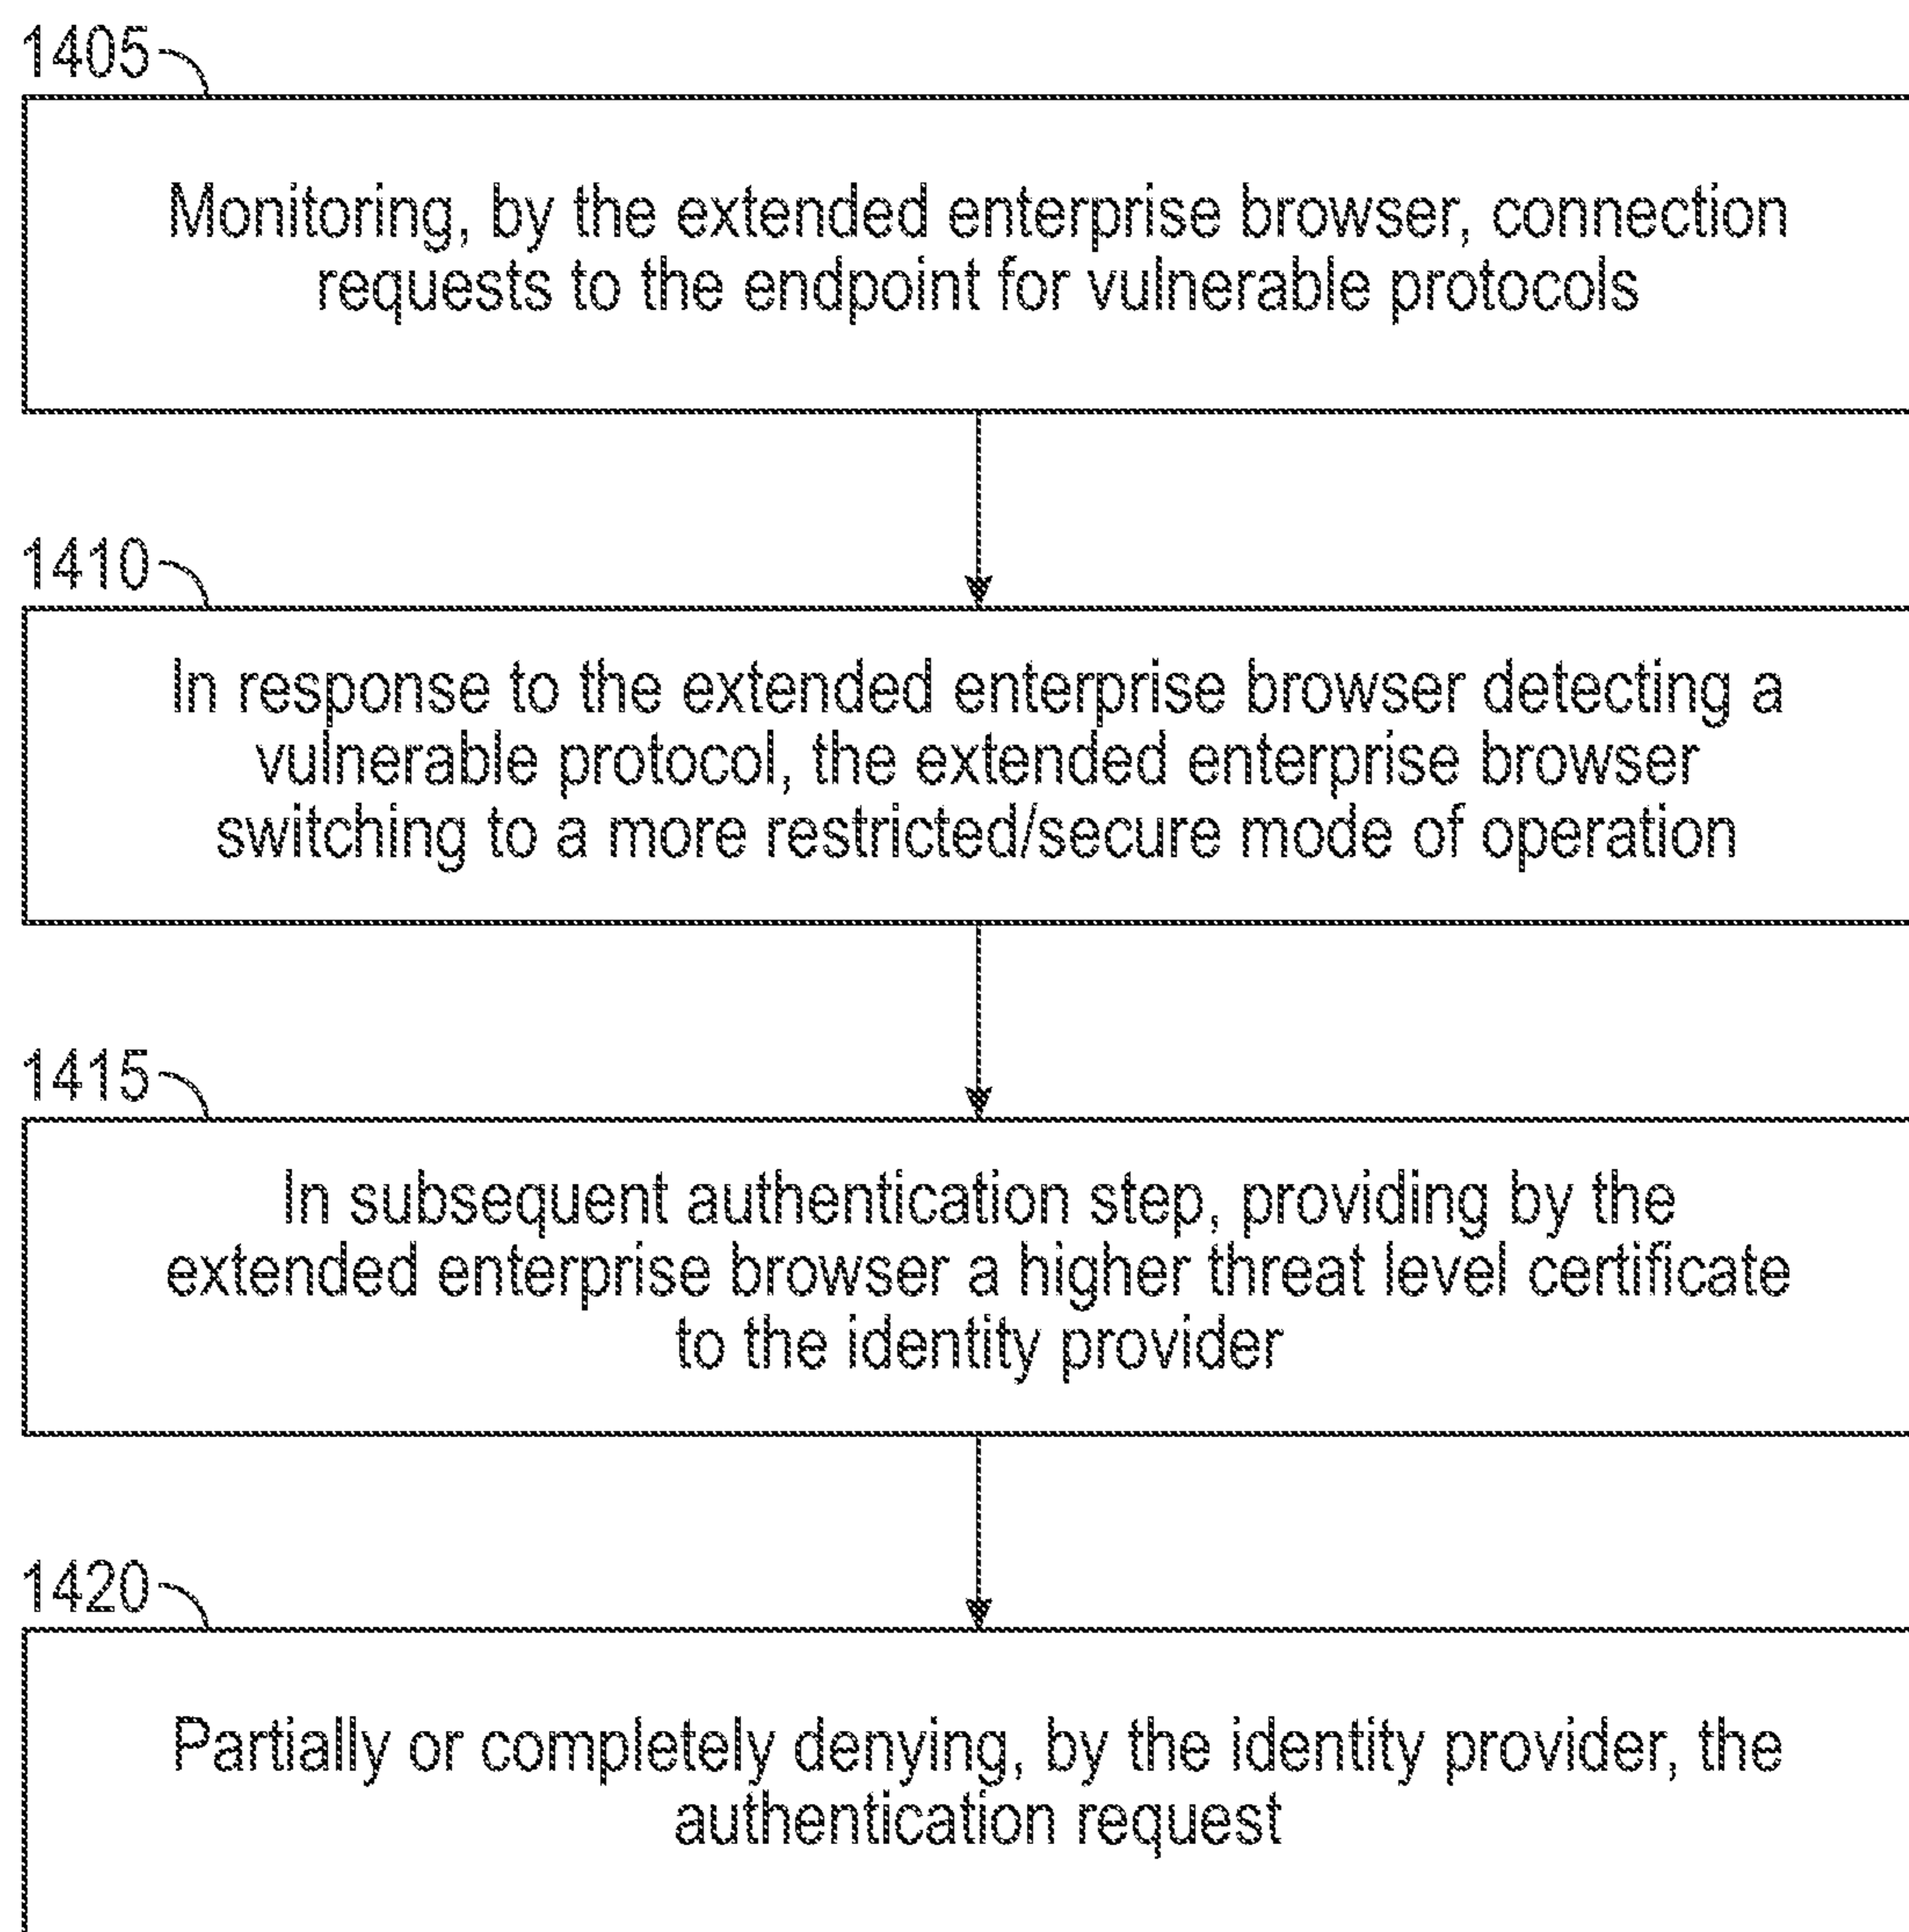 1405
Monitoring, by the extended enterprise browser, connection
requests to the endpoint for vulnerable protocols
1410
In response to the extended enterprise browser detecting a
vulnerable protocol, the extended enterprise browser
switching to a more restricted/secure mode of operation
1415
In subsequent authentication step, providing by the
extended enterprise browser a higher threat level certificate
to the identity provider
1420
Partially or completely denying, by the identity provider, the
authentication request